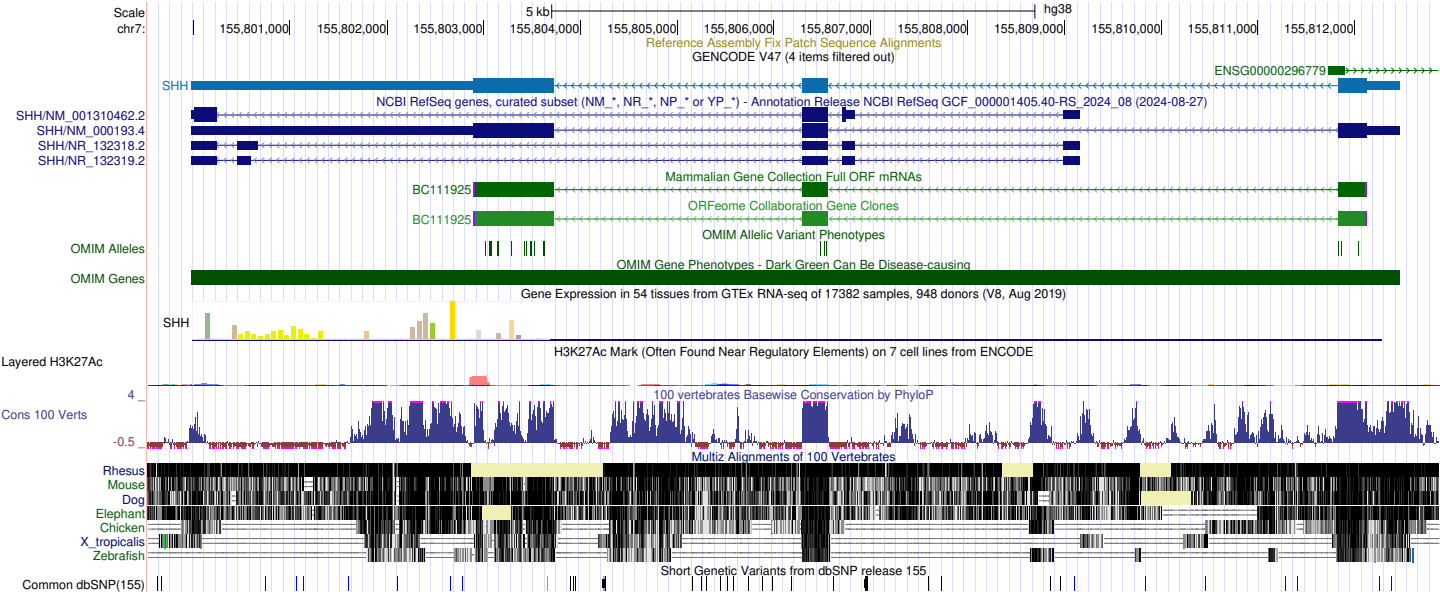 Scale 5 kb hg38
chr7: 155,801,000 155,802,000 155,803,000 155,804,000 155,805,000 155,806,000 155,807,000 155,808,000 155,809,000 155,810,000 155,811,000 155,812,000
Reference Assembly Fix Patch Sequence Alignments
GENCODE V47 (4 items filtered out)
ENSG00000296779
SHH
NCBI RefSeq genes, curated subset (NM_*, NR_*, NP_* or YP_*) - Annotation Release NCBI RefSeq GCF_000001405.40-RS_2024_08 (2024-08-27)
SHH/NM_001310462.2
SHH/NM_000193.4
SHH/NR_132318.2
SHH/NR_132319.2
Mammalian Gene Collection Full ORF mRNAs
BC111925
ORFeome Collaboration Gene Clones
BC111925
OMIM Allelic Variant Phenotypes
OMIM Alleles
OMIM Gene Phenotypes - Dark Green Can Be Disease-causing
OMIM Genes
Gene Expression in 54 tissues from GTEx RNA-seq of 17382 samples, 948 donors (V8, Aug 2019)
SHH
H3K27Ac Mark (Often Found Near Regulatory Elements) on 7 cell lines from ENCODE
Layered H3K27Ac
100 vertebrates Basewise Conservation by PhyloP
4 _
Cons 100 Verts
-0.5 _
Multiz Alignments of 100 Vertebrates
Rhesus
Mouse
Dog
Elephant
Chicken
X_tropicalis
Zebrafish
Short Genetic Variants from dbSNP release 155
Common dbSNP(155)